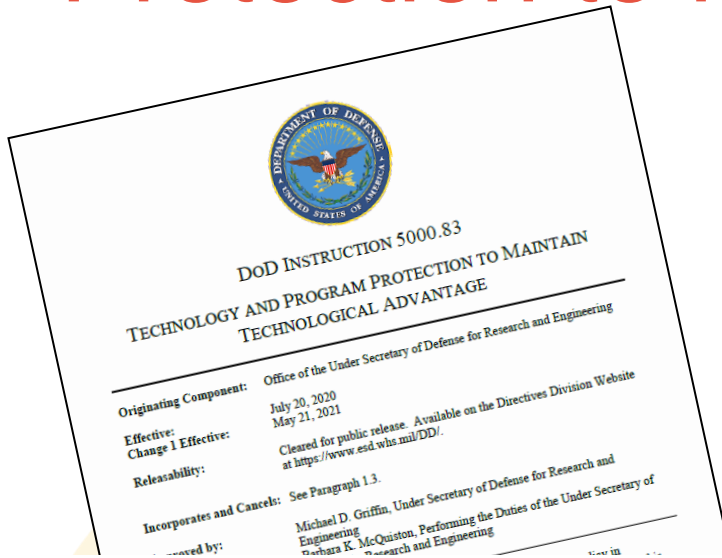 DEPARTMENT OF DEFENSE
UNITED STATES OF AMERICA
DOD INSTRUCTION 5000.83
TECHNOLOGY AND PROGRAM PROTECTION TO MAINTAIN
TECHNOLOGICAL ADVANTAGE
Originating Component: Office of the Under Secretary of Defense for Research and Engineering
Effective: July 20, 2020
Change 1 Effective: May 21, 2021
Releasability: Cleared for public release. Available on the Directives Division Website
at https://www.esd.whs.mil/DD/.
Incorporates and Cancels: See Paragraph 1.3.
by: Michael D. Griffin, Under Secretary of Defense for Research and
Engineering
Barbara K. McQuiston, Performing the Duties of the Under Secretary of
Research and Engineering
in